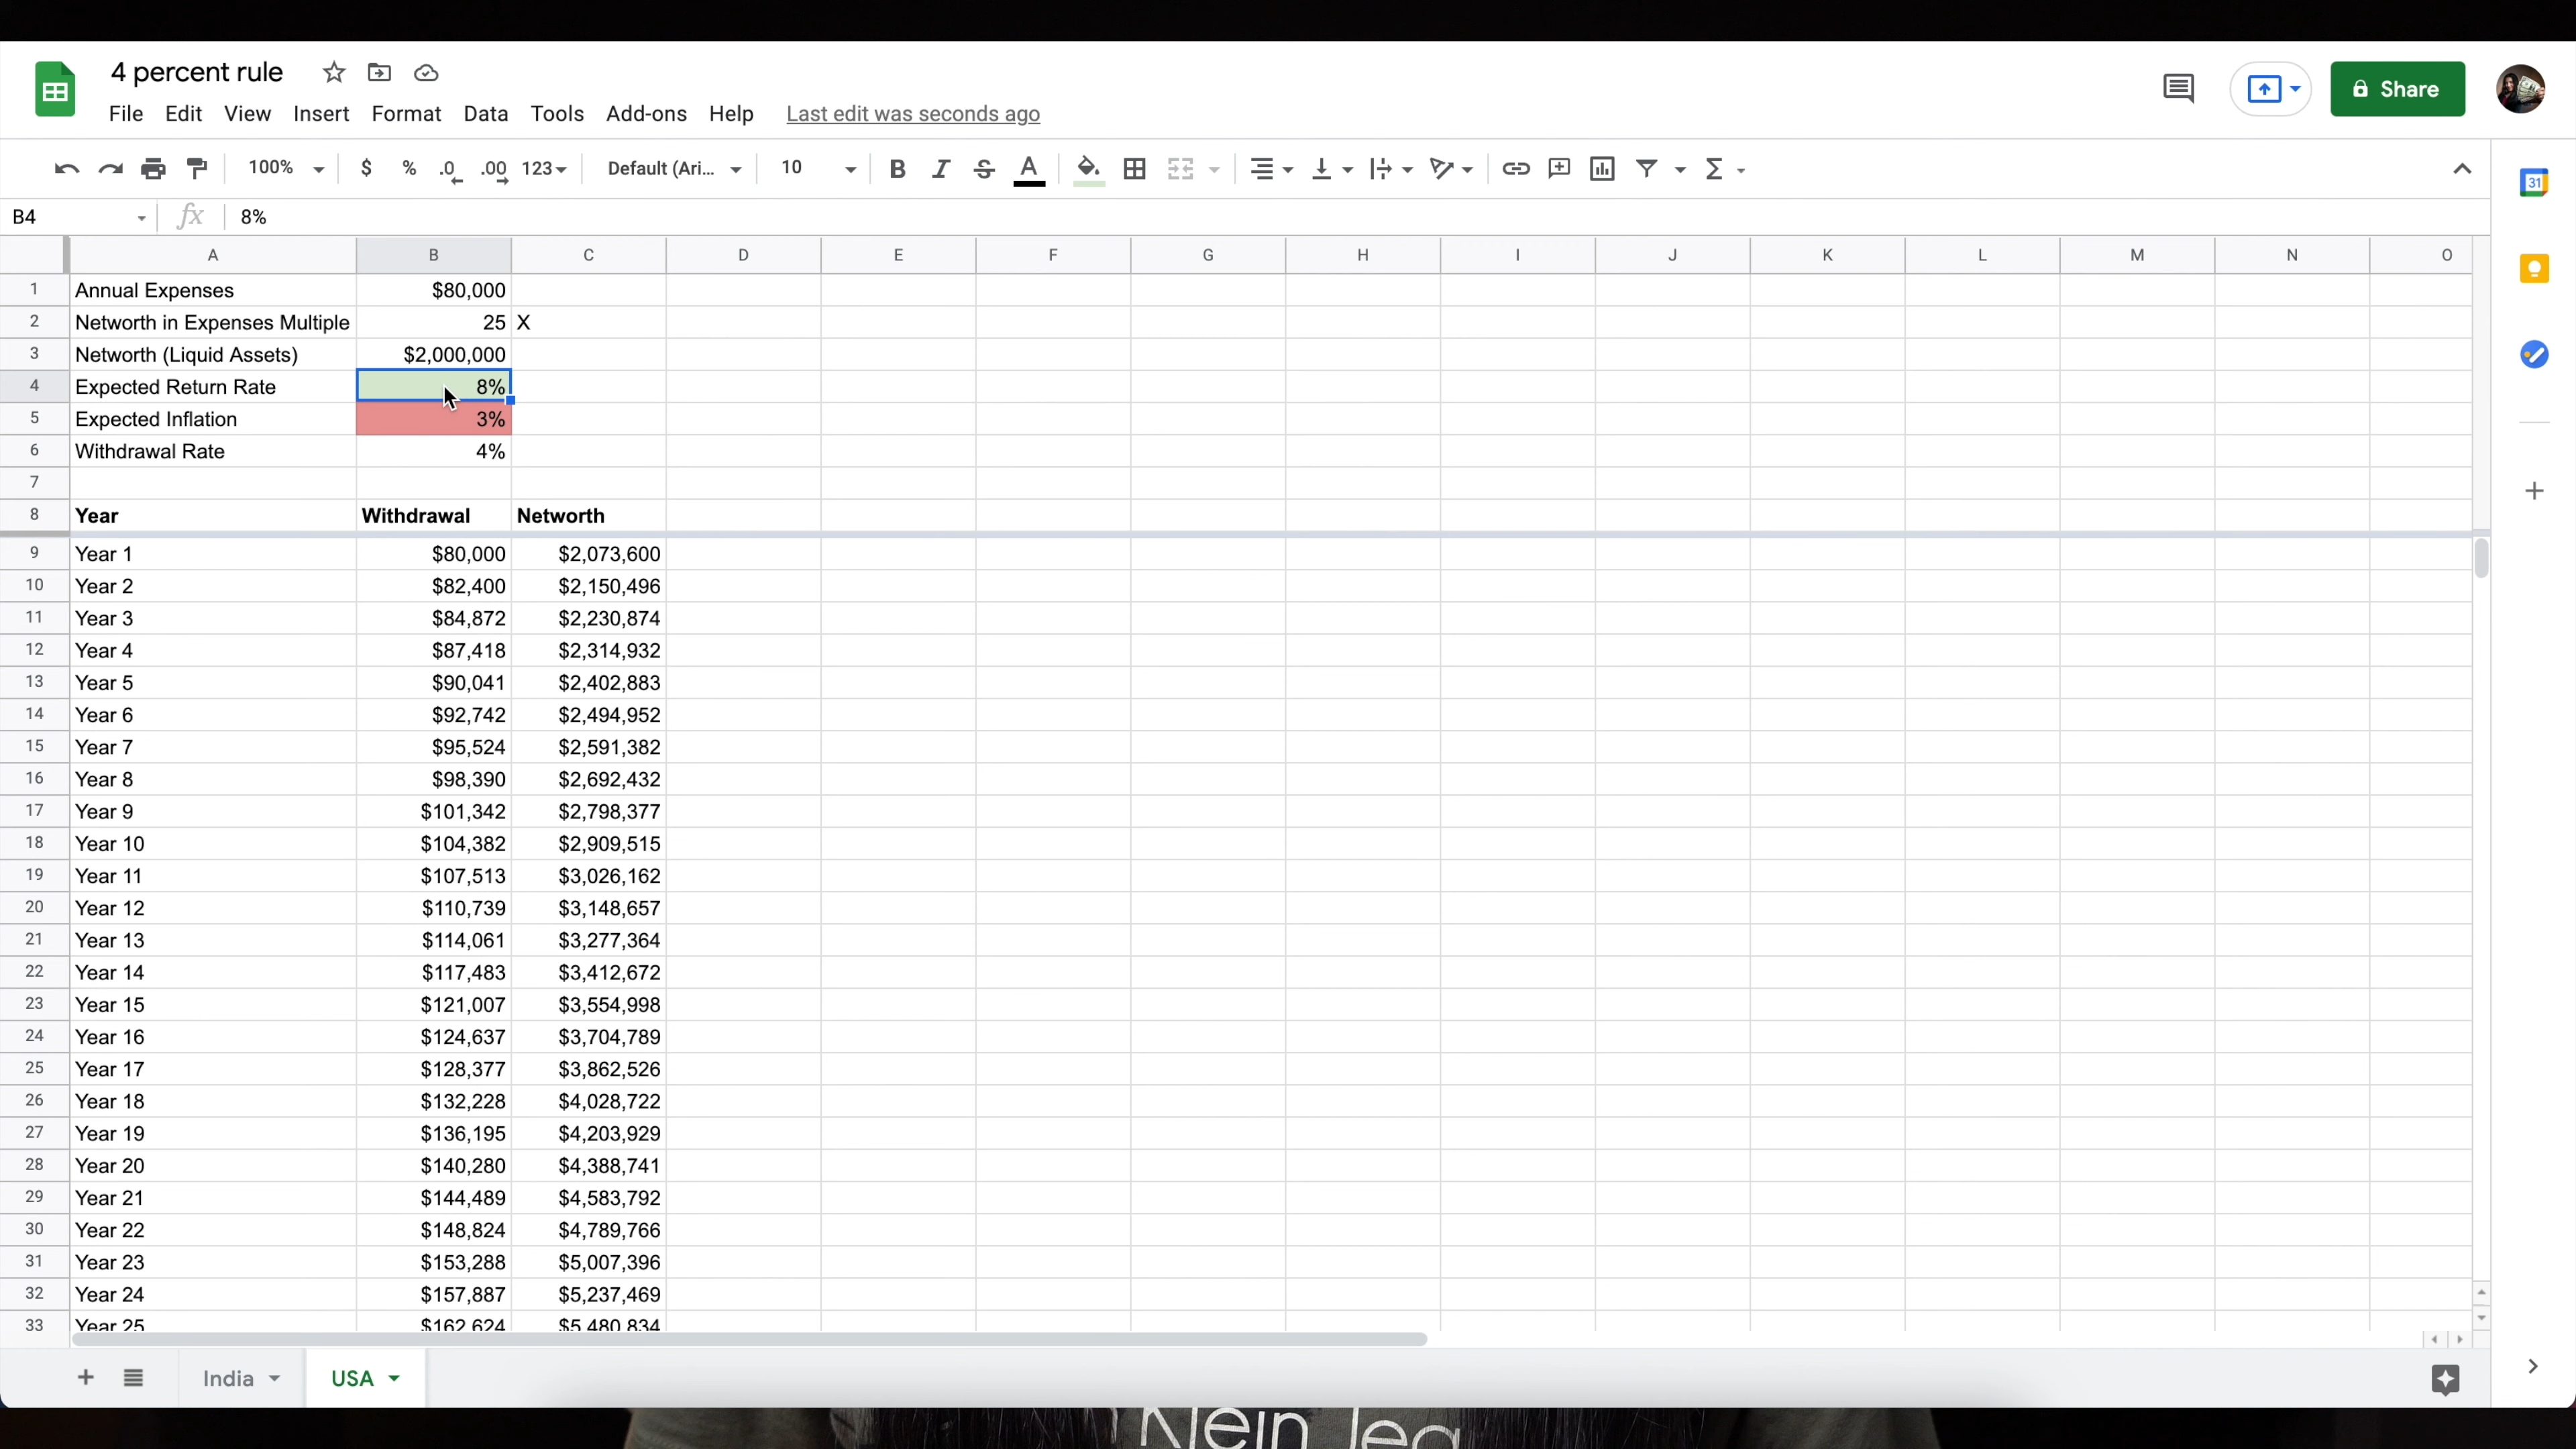 4 percent rule
File Edit View Insert Format Data Tools Add-ons Help Last edit was seconds ago
Share
100% $ % .0 .00 123 Default (Ari... 10 B I S A
31
B4 fx 8%
A B C D E F G H I J K L M N O
1 Annual Expenses $80,000
2 Networth in Expenses Multiple 25 X
3 Networth (Liquid Assets) $2,000,000
4 Expected Return Rate 8%
5 Expected Inflation 3%
6 Withdrawal Rate 4%
7
8 Year Withdrawal Networth
9 Year 1 $80,000 $2,073,600
10 Year 2 $82,400 $2,150,496
11 Year 3 $84,872 $2,230,874
12 Year 4 $87,418 $2,314,932
13 Year 5 $90,041 $2,402,883
14 Year 6 $92,742 $2,494,952
15 Year 7 $95,524 $2,591,382
16 Year 8 $98,390 $2,692,432
17 Year 9 $101,342 $2,798,377
18 Year 10 $104,382 $2,909,515
19 Year 11 $107,513 $3,026,162
20 Year 12 $110,739 $3,148,657
21 Year 13 $114,061 $3,277,364
22 Year 14 $117,483 $3,412,672
23 Year 15 $121,007 $3,554,998
24 Year 16 $124,637 $3,704,789
25 Year 17 $128,377 $3,862,526
26 Year 18 $132,228 $4,028,722
27 Year 19 $136,195 $4,203,929
28 Year 20 $140,280 $4,388,741
29 Year 21 $144,489 $4,583,792
30 Year 22 $148,824 $4,789,766
31 Year 23 $153,288 $5,007,396
32 Year 24 $157,887 $5,237,469
33 Year 25 $162,624 $5,480,834
India USA
Klein Jea